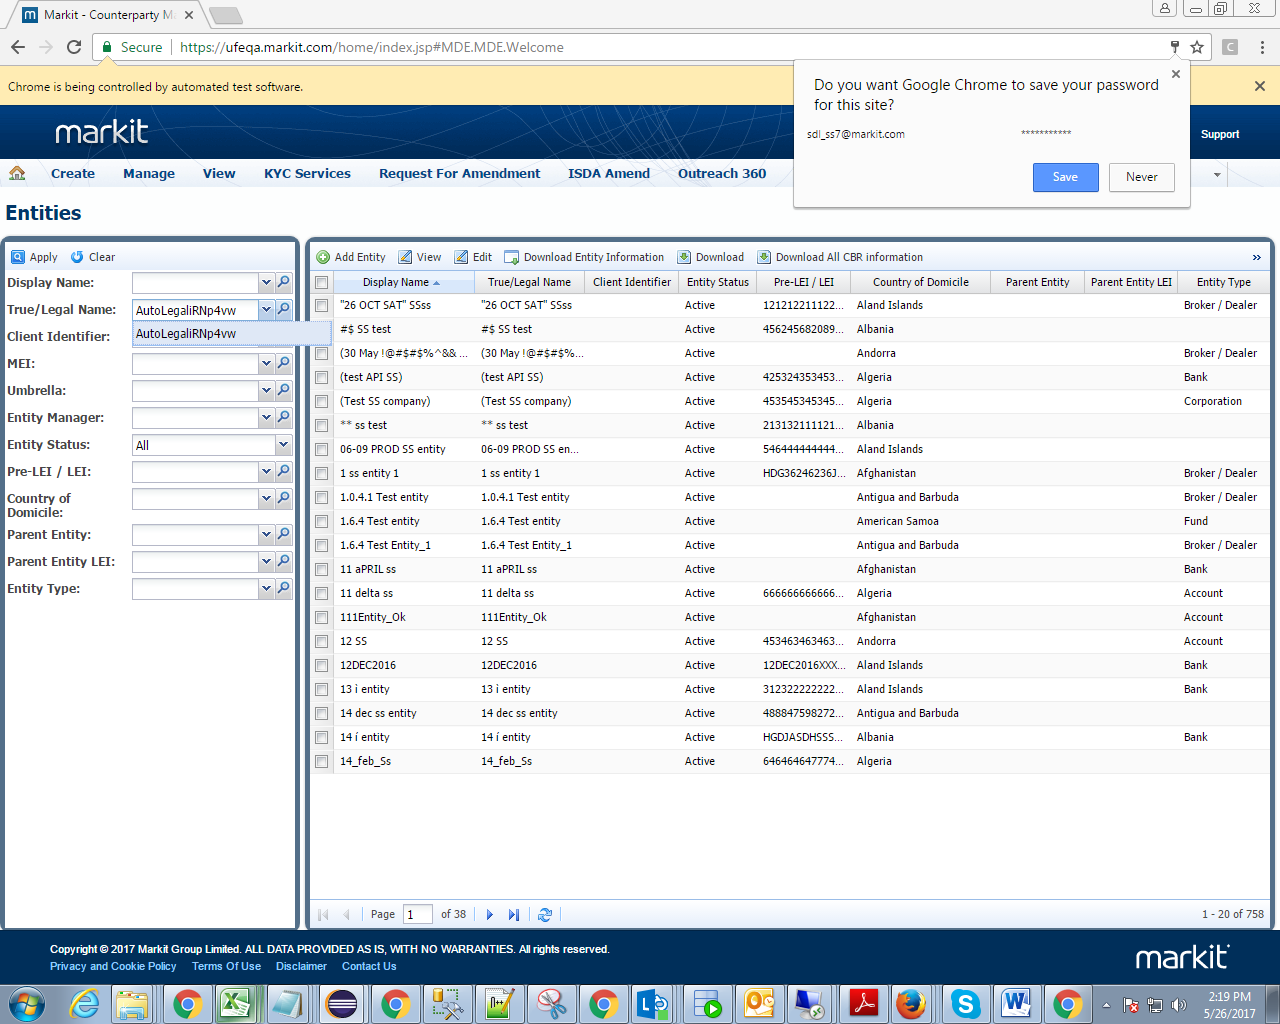 Markit - Counterparty Ma
Secure
https://ufeqa.markit.com/home/index.jsp#MDE.MDE.Welcome
Chrome is being controlled by automated test software.
Do you want Google Chrome to save your password
for this site?
sdl_ss7@markit.com ***********
Save Never
markit
Support
Create Manage View KYC Services Request For Amendment ISDA Amend Outreach 360
Entities
Apply Clear
Display Name:
True/Legal Name: AutoLegaliRNp4vw
AutoLegaliRNp4vw
Client Identifier:
MEI:
Umbrella:
Entity Manager:
Entity Status: All
Pre-LEI / LEI:
Country of
Domicile:
Parent Entity:
Parent Entity LEI:
Entity Type:
Add Entity View Edit Download Entity Information Download Download All CBR information »
Display Name True/Legal Name Client Identifier Entity Status Pre-LEI / LEI Country of Domicile Parent Entity Parent Entity LEI Entity Type
"26 OCT SAT" SSss "26 OCT SAT" SSss Active 121212211122... Aland Islands Broker / Dealer
#$ SS test #$ SS test Active 456245682089... Albania
(30 May !@#$#$%^&& ... (30 May !@#$#$%... Active Andorra Broker / Dealer
(test API SS) (test API SS) Active 425324353453... Algeria Bank
(Test SS company) (Test SS company) Active 453545345345... Algeria Corporation
** ss test ** ss test Active 213132111121... Albania
06-09 PROD SS entity 06-09 PROD SS en... Active 546444444444... Aland Islands
1 ss entity 1 1 ss entity 1 Active HDG36246236J... Afghanistan Broker / Dealer
1.0.4.1 Test entity 1.0.4.1 Test entity Active Antigua and Barbuda Broker / Dealer
1.6.4 Test entity 1.6.4 Test entity Active American Samoa Fund
1.6.4 Test Entity_1 1.6.4 Test Entity_1 Active Antigua and Barbuda Broker / Dealer
11 aPRIL ss 11 aPRIL ss Active Afghanistan Bank
11 delta ss 11 delta ss Active 666666666666... Algeria Account
111Entity_Ok 111Entity_Ok Active Afghanistan Account
12 SS 12 SS Active 453463463463... Andorra Account
12DEC2016 12DEC2016 Active 12DEC2016XXX... Aland Islands Bank
13 i entity 13 i entity Active 312322222222... Aland Islands Bank
14 dec ss entity 14 dec ss entity Active 488847598272... Antigua and Barbuda
14 í entity 14 í entity Active HGDJASDHSSS... Albania Bank
14_feb_Ss 14_feb_Ss Active 646464647774... Algeria
Page 1 of 38 1 - 20 of 758
Copyright © 2017 Markit Group Limited. ALL DATA PROVIDED AS IS, WITH NO WARRANTIES. All rights reserved.
Privacy and Cookie Policy Terms Of Use Disclaimer Contact Us
markit
2:19 PM
5/26/2017